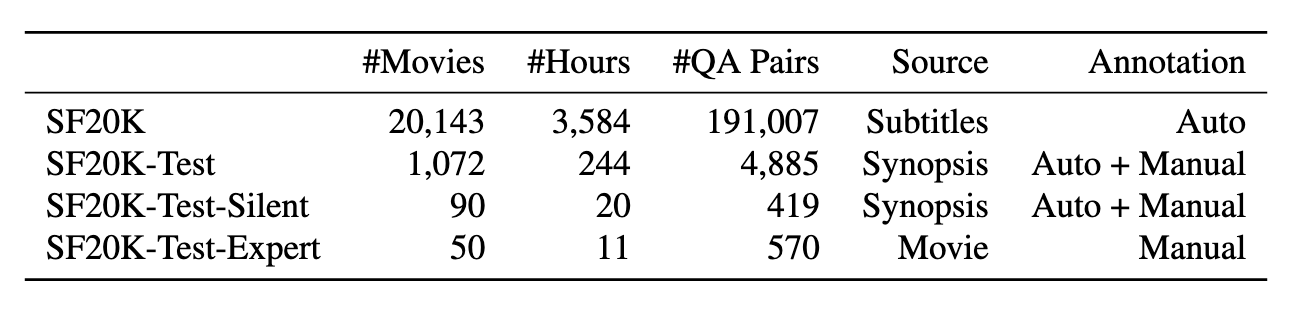 #Movies #Hours #QA Pairs Source Annotation
SF20K 20,143 3,584 191,007 Subtitles Auto
SF20K-Test 1,072 244 4,885 Synopsis Auto + Manual
SF20K-Test-Silent 90 20 419 Synopsis Auto + Manual
SF20K-Test-Expert 50 11 570 Movie Manual